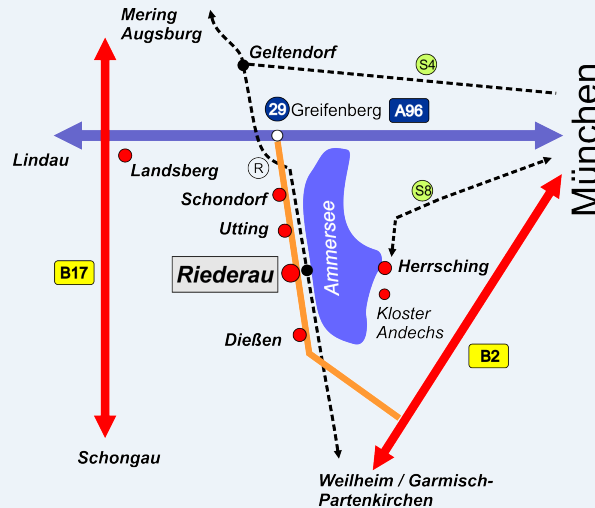 Mering
Augsburg
Geltendorf
S4
29 Greifenberg A96
München
Lindau
Landsberg
R
S8
Schondorf
Utting
Ammersee
B17
Riederau
Herrsching
Kloster
Andechs
Dießen
B2
Schongau
Weilheim / Garmisch-
Partenkirchen